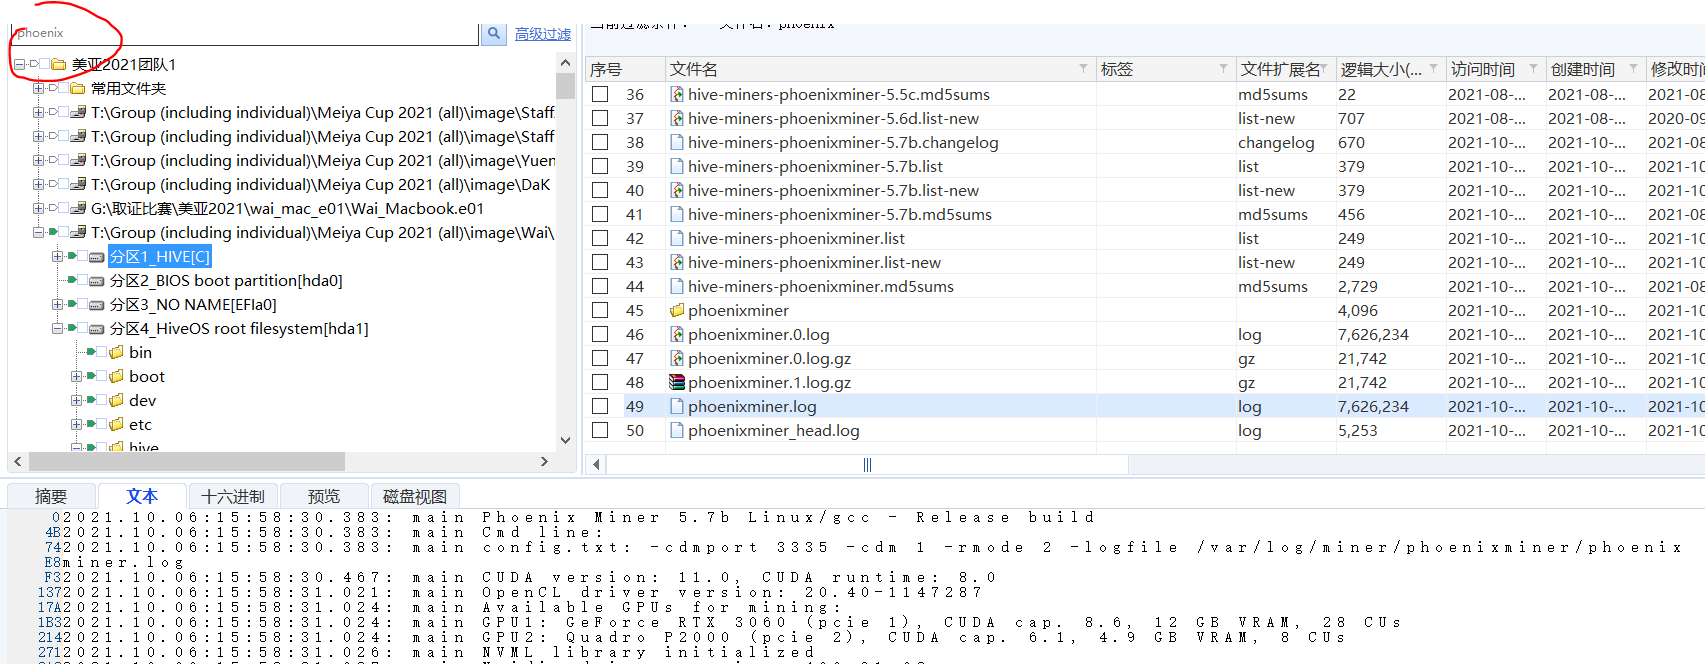 phoenix
高级过滤
美亚2021团队1
常用文件夹
T:\Group (including individual)\Meiya Cup 2021 (all)\image\Staff
T:\Group (including individual)\Meiya Cup 2021 (all)\image\Staff
T:\Group (including individual)\Meiya Cup 2021 (all)\image\Yuen
T:\Group (including individual)\Meiya Cup 2021 (all)\image\DaK
G:\取证比赛\美亚2021\wai_mac_e01\Wai_Macbook.e01
T:\Group (including individual)\Meiya Cup 2021 (all)\image\Wai\
分区1_HIVE[C]
分区2_BIOS boot partition[hda0]
分区3_NO NAME[EFIa0]
分区4_HiveOS root filesystem[hda1]
bin
boot
dev
etc
hive
当前过滤条件： 文件名: phoenix
序号 文件名 标签 文件扩展名 逻辑大小(... 访问时间 创建时间 修改时间
36 hive-miners-phoenixminer-5.5c.md5sums md5sums 22 2021-08-... 2021-08-... 2021-08
37 hive-miners-phoenixminer-5.6d.list-new list-new 707 2021-08-... 2021-08-... 2020-09
38 hive-miners-phoenixminer-5.7b.changelog changelog 670 2021-10-... 2021-10-... 2021-08
39 hive-miners-phoenixminer-5.7b.list list 379 2021-10-... 2021-10-... 2021-10
40 hive-miners-phoenixminer-5.7b.list-new list-new 379 2021-10-... 2021-10-... 2021-10
41 hive-miners-phoenixminer-5.7b.md5sums md5sums 456 2021-10-... 2021-10-... 2021-08
42 hive-miners-phoenixminer.list list 249 2021-10-... 2021-10-... 2021-10
43 hive-miners-phoenixminer.list-new list-new 249 2021-10-... 2021-10-... 2021-10
44 hive-miners-phoenixminer.md5sums md5sums 2,729 2021-10-... 2021-10-... 2021-08
45 phoenixminer 4,096 2021-10-... 2021-10-... 2021-10
46 phoenixminer.0.log log 7,626,234 2021-10-... 2021-10-... 2021-10
47 phoenixminer.0.log.gz gz 21,742 2021-10-... 2021-10-... 2021-10
48 phoenixminer.1.log.gz gz 21,742 2021-10-... 2021-10-... 2021-10
49 phoenixminer.log log 7,626,234 2021-10-... 2021-10-... 2021-10
50 phoenixminer_head.log log 5,253 2021-10-... 2021-10-... 2021-10
摘要 文本 十六进制 预览 磁盘视图
0 2021.10.06:15:58:30.383: main Phoenix Miner 5.7b Linux/gcc - Release build
4B 2021.10.06:15:58:30.383: main Cmd line:
74 2021.10.06:15:58:30.383: main config.txt: -cdmport 3335 -cdm 1 -rmode 2 -logfile /var/log/miner/phoenixminer/phoenix
E8 miner.log
F3 2021.10.06:15:58:30.467: main CUDA version: 11.0, CUDA runtime: 8.0
137 2021.10.06:15:58:31.021: main OpenCL driver version: 20.40-1147287
17A 2021.10.06:15:58:31.024: main Available GPUs for mining:
1B3 2021.10.06:15:58:31.024: main GPU1: GeForce RTX 3060 (pcie 1), CUDA cap. 8.6, 12 GB VRAM, 28 CUs
214 2021.10.06:15:58:31.024: main GPU2: Quadro P2000 (pcie 2), CUDA cap. 6.1, 4.9 GB VRAM, 8 CUs
271 2021.10.06:15:58:31.026: main NVML library initialized